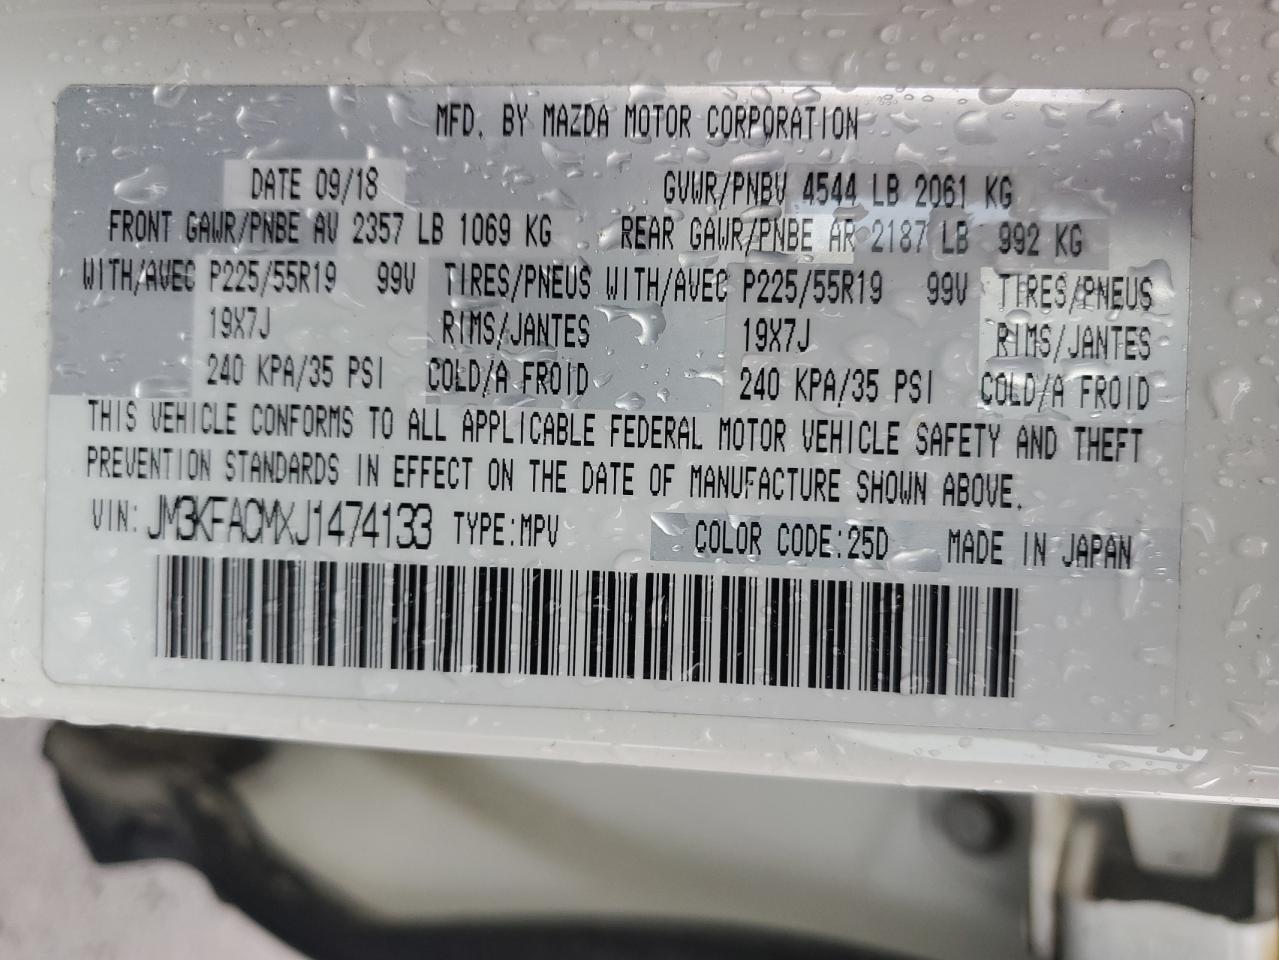 MFD. BY MAZDA MOTOR CORPORATION
DATE 09/18 GVWR/PNBV 4544 LB 2061 KG
FRONT GAWR/PNBE AV 2357 LB 1069 KG REAR GAWR/PNBE AR 2187 LB 992 KG
WITH/AVEC P225/55R19 99V TIRES/PNEUS WITH/AVEC P225/55R19 99V TIRES/PNEUS
19X7J RIMS/JANTES 19X7J RIMS/JANTES
240 KPA/35 PSI COLD/A FROID 240 KPA/35 PSI COLD/A FROID
THIS VEHICLE CONFORMS TO ALL APPLICABLE FEDERAL MOTOR VEHICLE SAFETY AND THEFT
PREVENTION STANDARDS IN EFFECT ON THE DATE OF MANUFACTURE SHOWN ABOVE.
VIN: JM3KFACMXJ1474133 TYPE:MPV COLOR CODE:25D MADE IN JAPAN